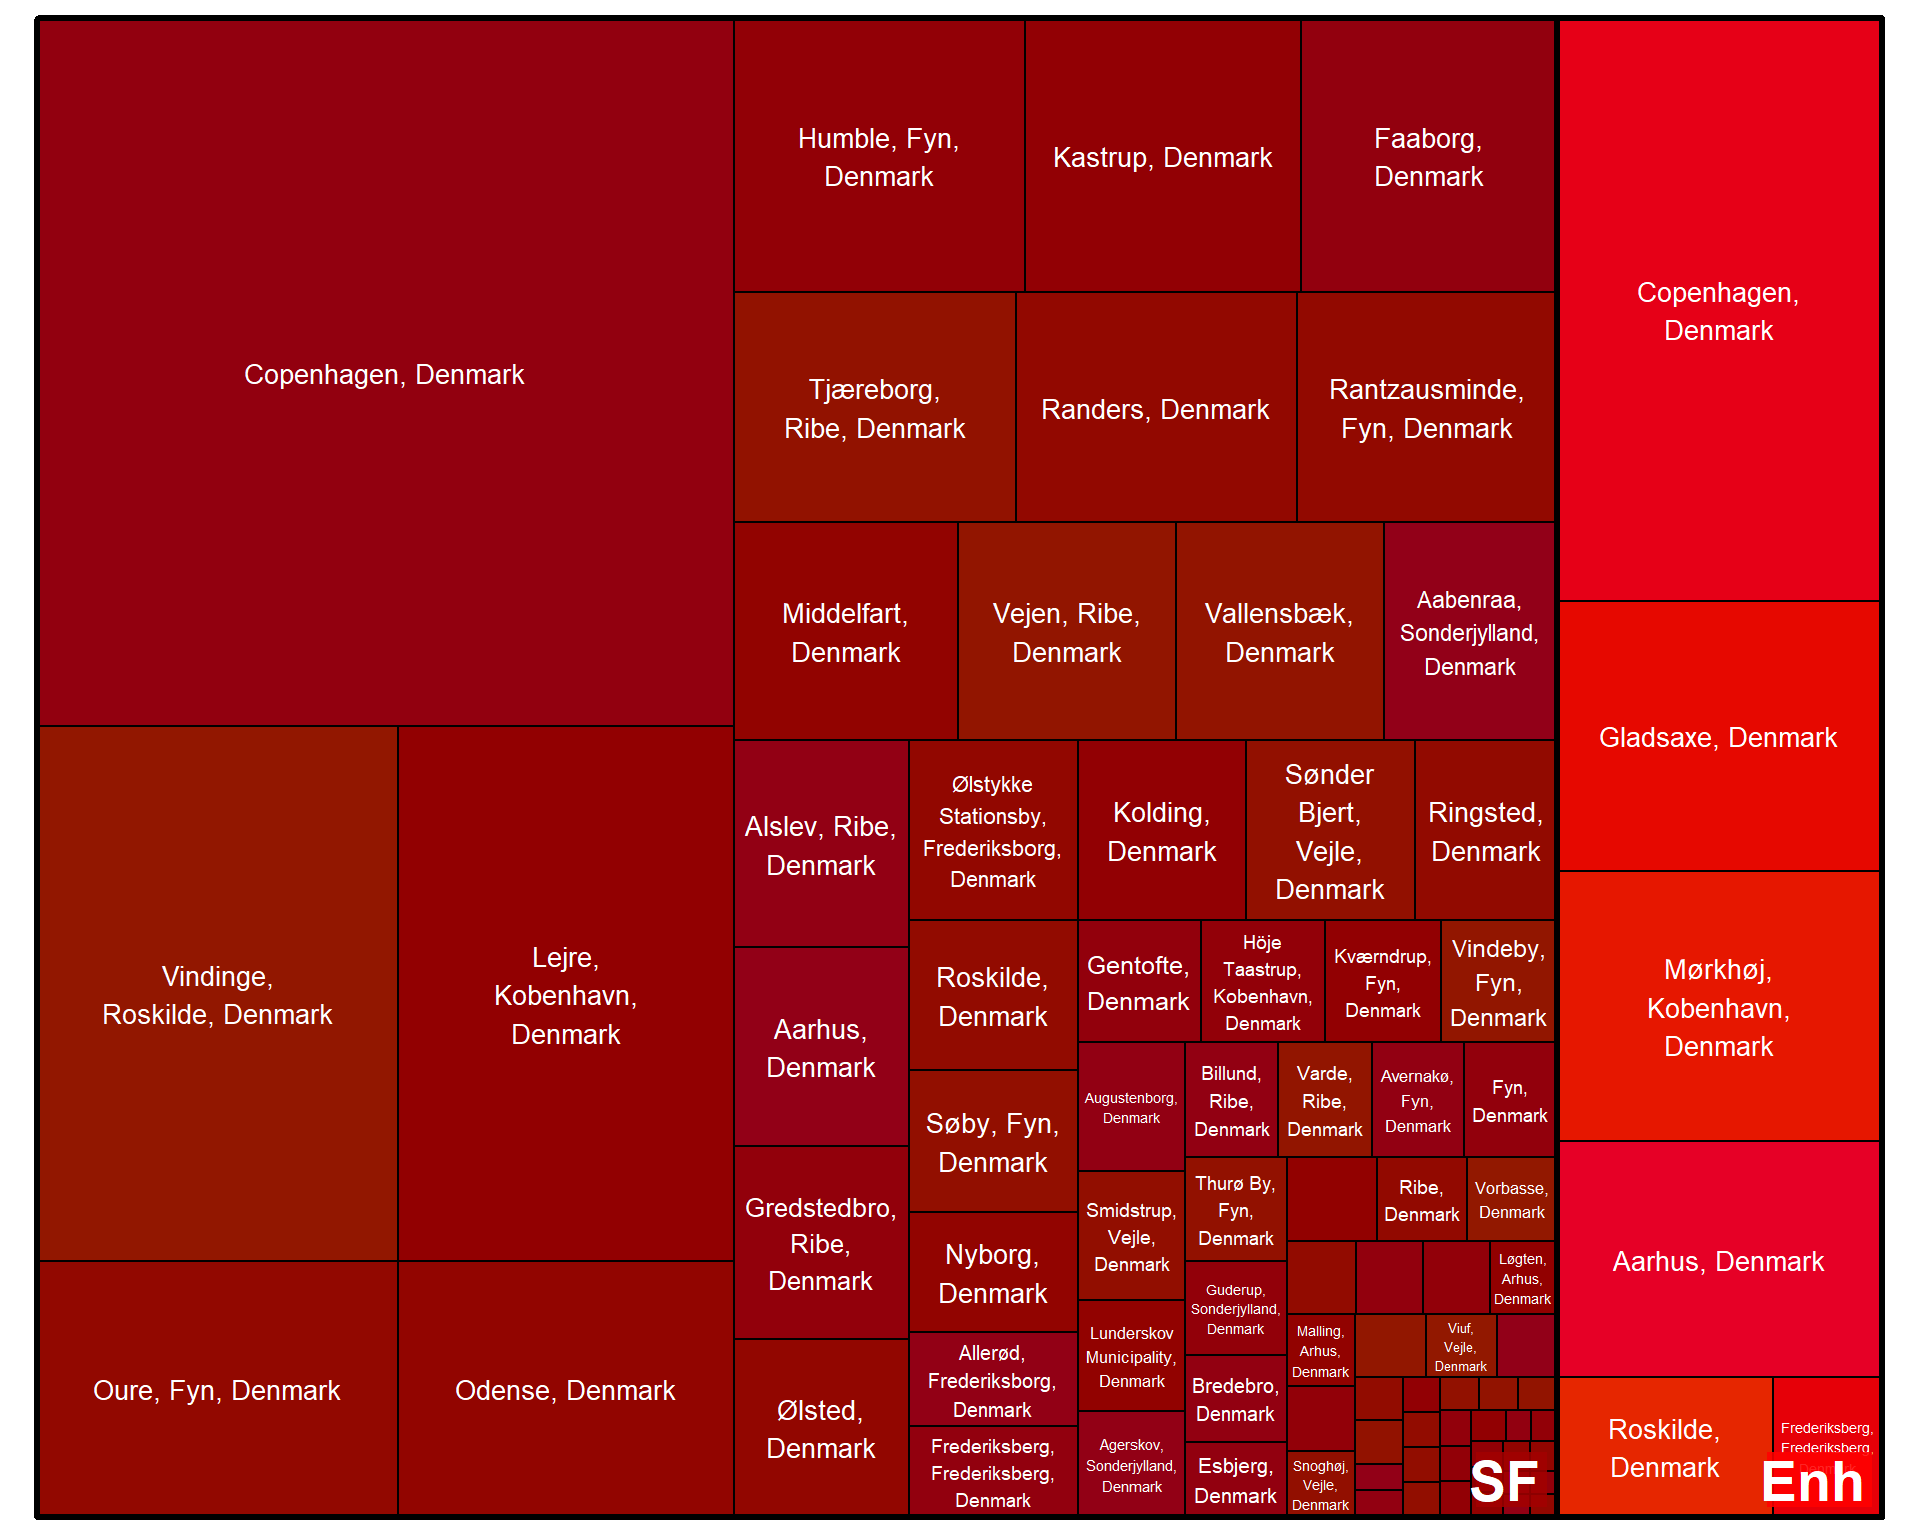 Copenhagen, Denmark
Vindinge,
Roskilde, Denmark
Lejre,
Kobenhavn,
Denmark
Oure, Fyn, Denmark
Odense, Denmark
Humble, Fyn,
Denmark
Kastrup, Denmark
Faaborg,
Denmark
Tjæreborg,
Ribe, Denmark
Randers, Denmark
Rantzausminde,
Fyn, Denmark
Middelfart,
Denmark
Vejen, Ribe,
Denmark
Vallensbæk,
Denmark
Aabenraa,
Sonderjylland,
Denmark
Alslev, Ribe,
Denmark
Aarhus,
Denmark
Gredstedbro,
Ribe,
Denmark
Ølsted,
Denmark
Ølstykke
Stationsby,
Frederiksborg,
Denmark
Roskilde,
Denmark
Søby, Fyn,
Denmark
Nyborg,
Denmark
Allerød,
Frederiksborg,
Denmark
Frederiksberg,
Frederiksberg,
Denmark
Kolding,
Denmark
Sønder
Bjert,
Vejle,
Denmark
Ringsted,
Denmark
Gentofte,
Denmark
Höje
Taastrup,
Kobenhavn,
Denmark
Kværndrup,
Fyn,
Denmark
Vindeby,
Fyn,
Denmark
Augustenborg,
Denmark
Smidstrup,
Vejle,
Denmark
Lunderskov
Municipality,
Denmark
Agerskov,
Sonderjylland,
Denmark
Billund,
Ribe,
Denmark
Varde,
Ribe,
Denmark
Avernakø,
Fyn,
Denmark
Fyn,
Denmark
Thurø By,
Fyn,
Denmark
Guderup,
Sonderjylland,
Denmark
Bredebro,
Denmark
Esbjerg,
Denmark
Ribe,
Denmark
Vorbasse,
Denmark
Løgten,
Arhus,
Denmark
Malling,
Arhus,
Denmark
Viuf,
Vejle,
Denmark
Snoghøj,
Vejle,
Denmark
SF
Copenhagen,
Denmark
Gladsaxe, Denmark
Mørkhøj,
Kobenhavn,
Denmark
Aarhus, Denmark
Roskilde,
Denmark
Frederiksberg,
Frederiksberg,
Enh